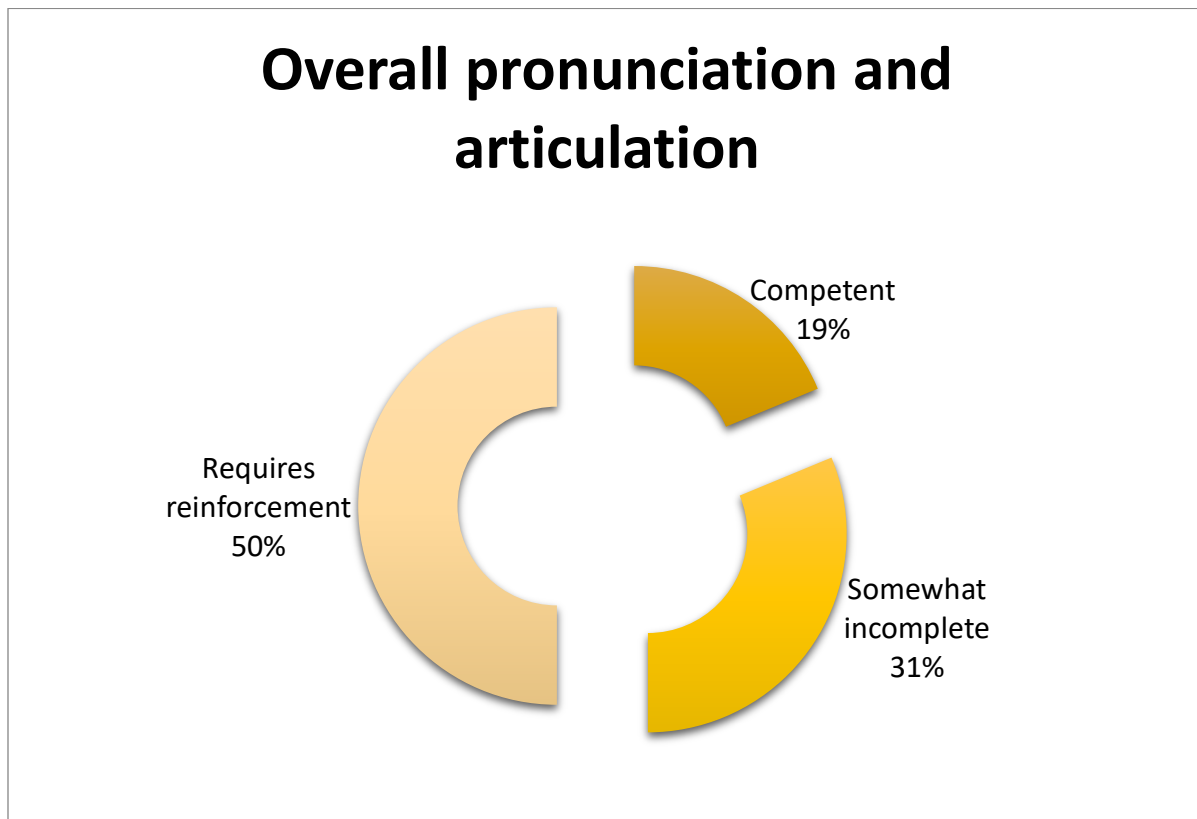 Overall pronunciation and
articulation
Competent
19%
Somewhat
incomplete
31%
Requires
reinforcement
50%